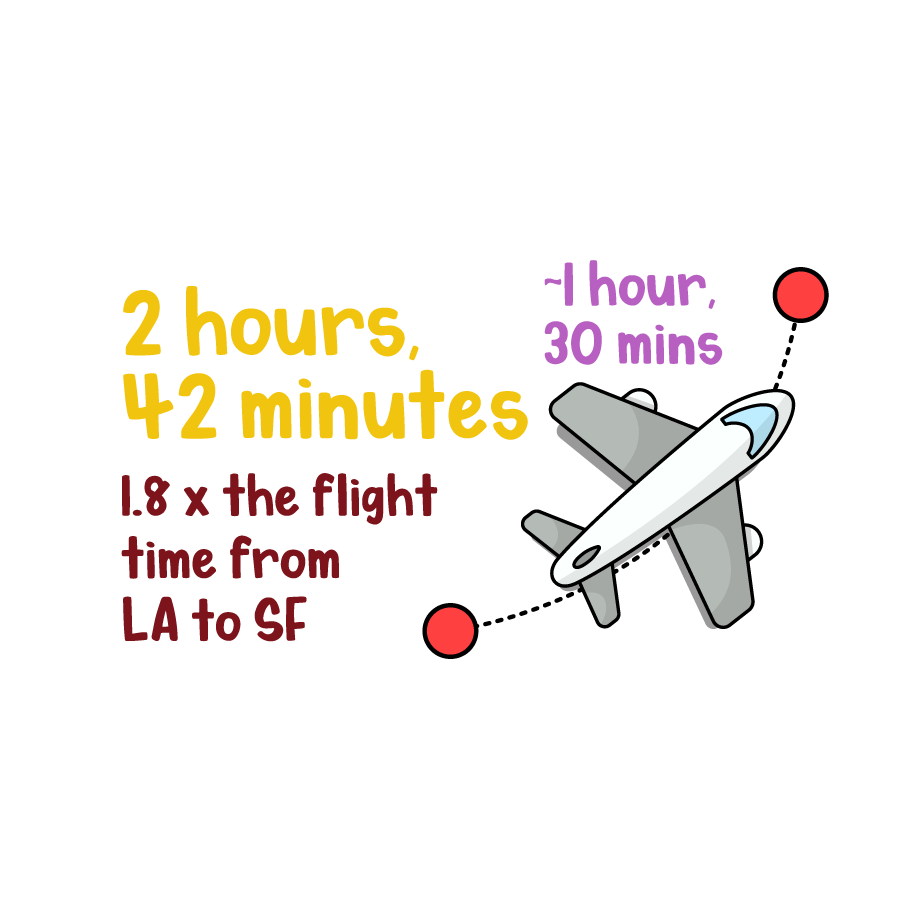 2 hours,
42 minutes
1.8 x the flight
time from
LA to SF
~1 hour,
30 mins